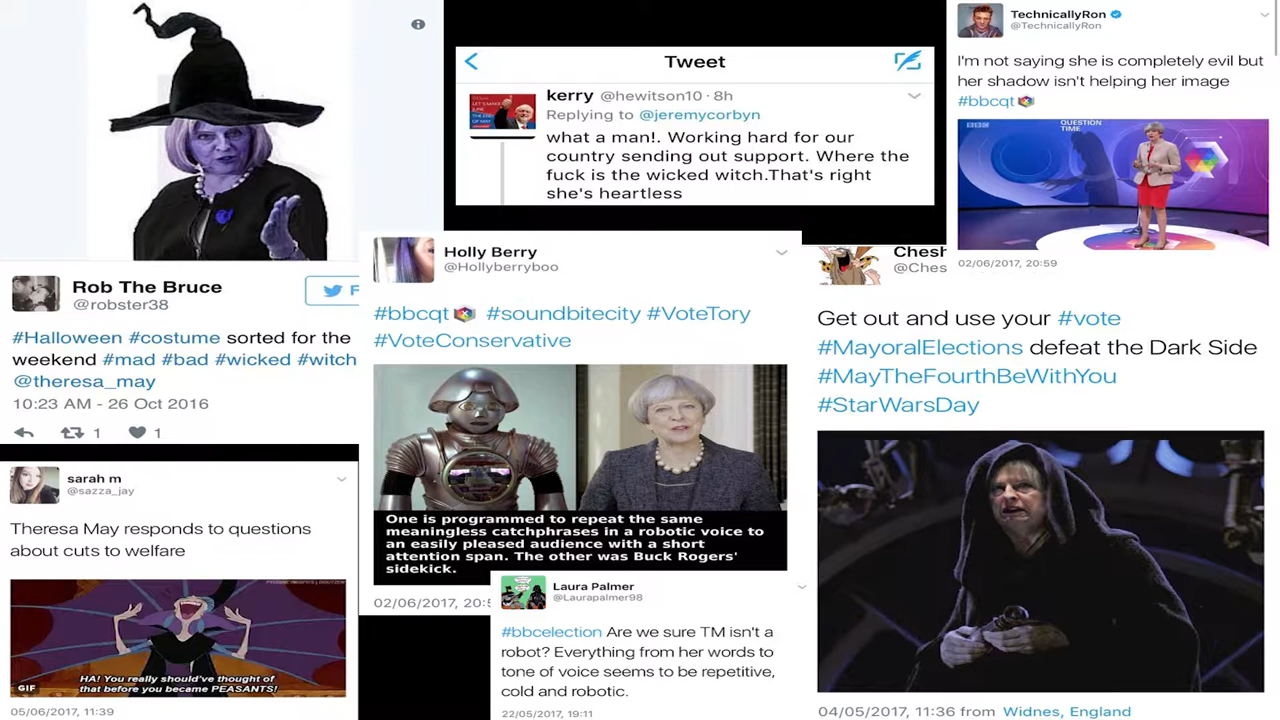 Rob The Bruce
@robster38
F
#Halloween #costume sorted for the
weekend #mad #bad #wicked #witch
@theresa_may
10:23 AM - 26 Oct 2016
1
1
sarah m
@sazza_jay
Theresa May responds to questions
about cuts to welfare
HA! You really should've thought of
that before you became PEASANTS!
GIF
05/06/2017, 11:39
Tweet
kerry @hewitson10 · 8h
Replying to @jeremycorbyn
what a man!. Working hard for our
country sending out support. Where the
fuck is the wicked witch.That's right
she's heartless
Holly Berry
@Hollyberryboo
#bbcqt #soundbitecity #VoteTory
#VoteConservative
One is programmed to repeat the same
meaningless catchphrases in a robotic voice to
an easily pleased audience with a short
attention span. The other was Buck Rogers'
sidekick.
02/06/2017, 20:5
Laura Palmer
@Laurapalmer98
#bbcelection Are we sure TM isn't a
robot? Everything from her words to
tone of voice seems to be repetitive,
cold and robotic.
22/05/2017, 19:11
TechnicallyRon
@TechnicallyRon
I'm not saying she is completely evil but
her shadow isn't helping her image
#bbcqt
BBC
QUESTION
TIME
02/06/2017, 20:59
Chesh
@Ches
Get out and use your #vote
#MayoralElections defeat the Dark Side
#MayTheFourthBeWithYou
#StarWarsDay
04/05/2017, 11:36 from Widnes, England